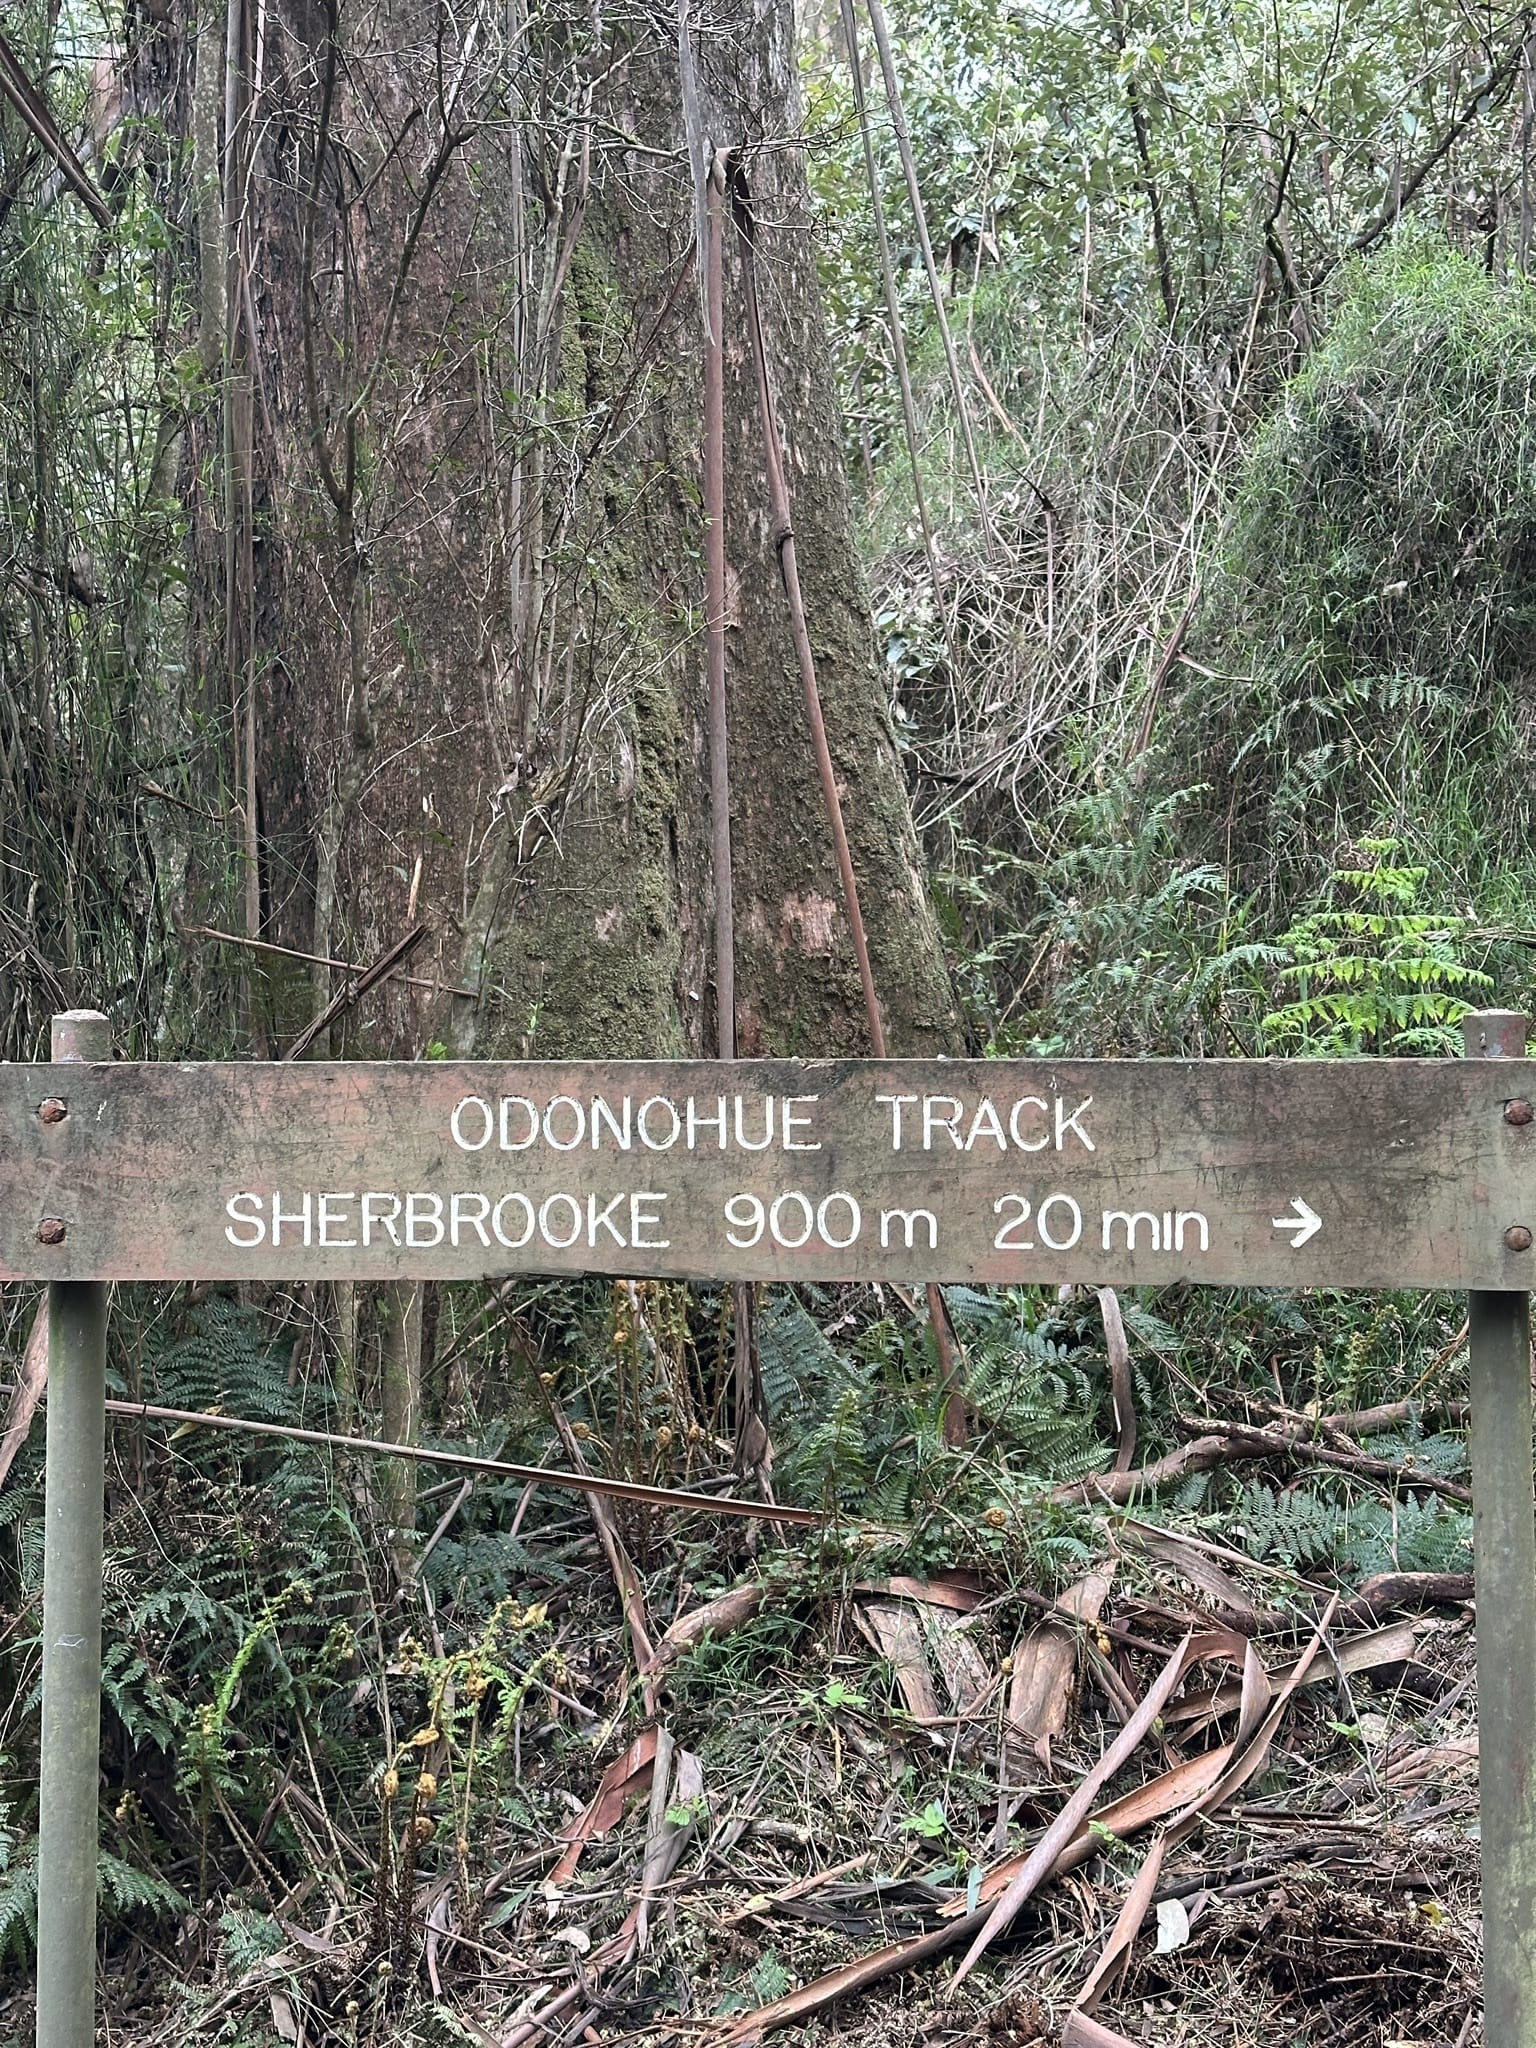 ODONOHUE TRACK
SHERBROOKE 900 m 20 min →